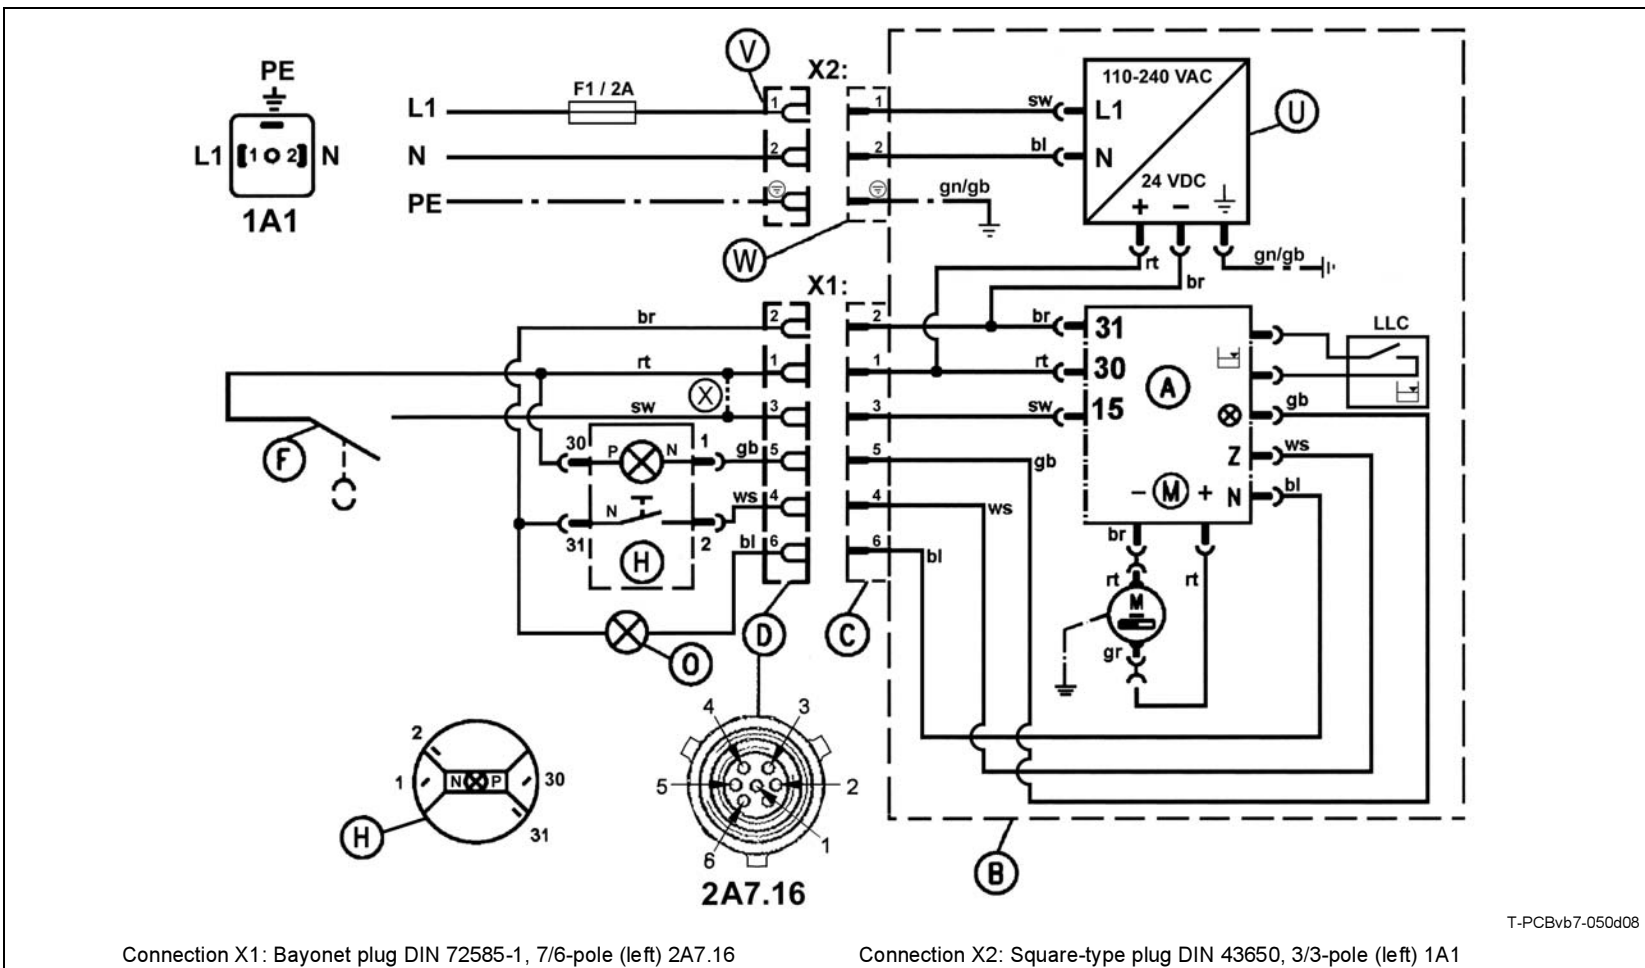 PE
L1 1 2 N
1A1
L1
F1 / 2A
N
PE
V
X2:
1
2
1
2
W
sw
bl
gn/gb
110-240 VAC
L1
N
24 VDC
+ −
U
rt
br
gn/gb
X1:
br
rt
X
sw
F
30 P N 1 gb
31 N 2 ws
H
bl
O
2
1
3
5
4
6
D
2
1
3
5
4
6
C
br
rt
sw
gb
ws
bl
31
30
15
A
Z
N
− M +
LLC
gb
ws
bl
br
rt rt
M
gr
B
2
1 N P 30
31
H
4 3
5 2
6 1
2A7.16
T-PCBvb7-050d08
Connection X1: Bayonet plug DIN 72585-1, 7/6-pole (left) 2A7.16
Connection X2: Square-type plug DIN 43650, 3/3-pole (left) 1A1